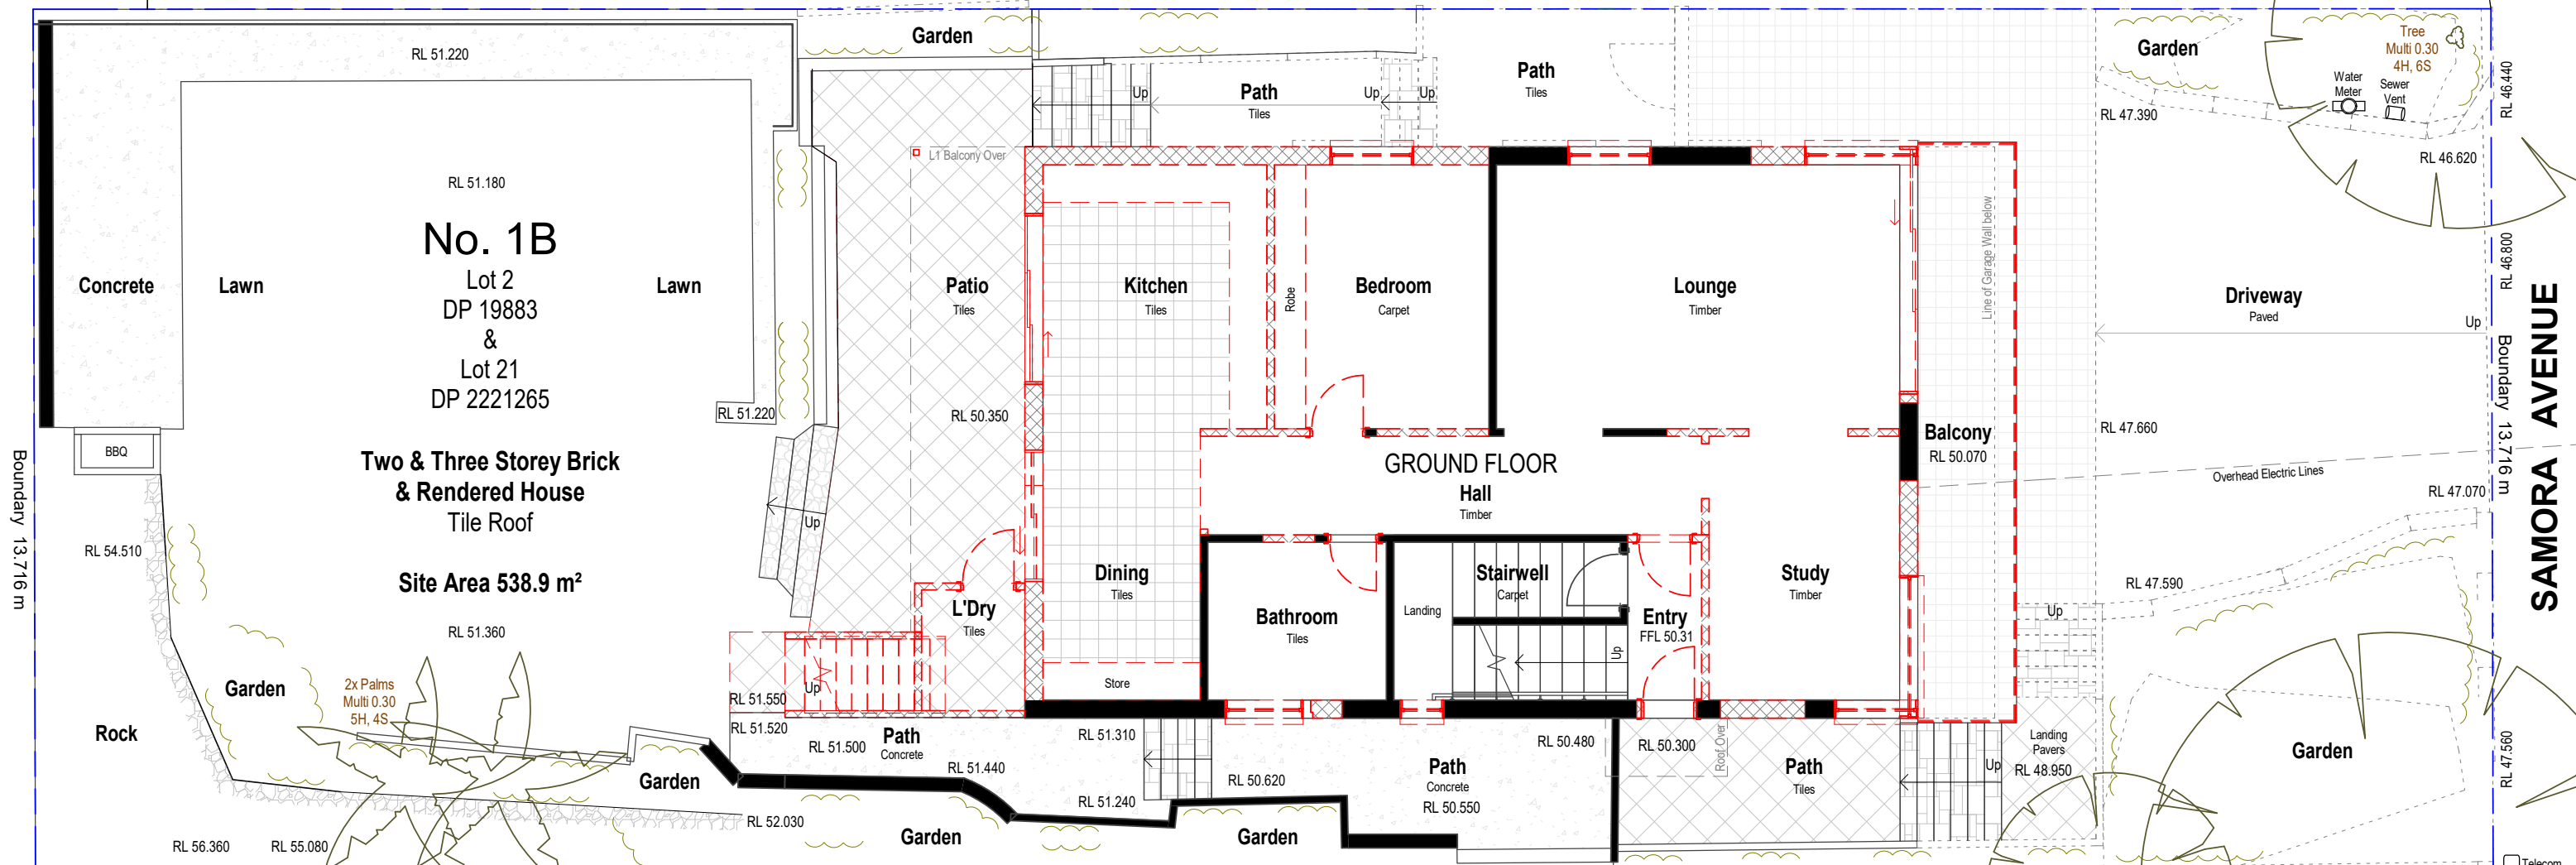 RL 51.220
Garden
Path
Tiles
Up
Up
Up
Path
Tiles
Garden
Tree
Multi 0.30
4H, 6S
Water
Meter
Sewer
Vent
RL 47.390
RL 46.440
RL 46.620
L1 Balcony Over
RL 51.180
No. 1B
Lot 2
DP 19883
&
Lot 21
DP 2221265
Two & Three Storey Brick
& Rendered House
Tile Roof
Site Area 538.9 m²
RL 51.360
Concrete
Lawn
Lawn
Patio
Tiles
Kitchen
Tiles
Robe
Bedroom
Carpet
Lounge
Timber
Line of Garage Wall below
Driveway
Paved
Up
RL 46.800
Boundary 13.716 m
SAMORA AVENUE
RL 51.220
RL 50.350
BBQ
Boundary 13.716 m
RL 54.510
Up
GROUND FLOOR
Hall
Timber
Balcony
RL 50.070
RL 47.660
Overhead Electric Lines
RL 47.070
Dining
Tiles
L'Dry
Tiles
Bathroom
Tiles
Stairwell
Carpet
Landing
Up
Entry
FFL 50.31
Study
Timber
RL 47.590
Up
Store
Garden
2x Palms
Multi 0.30
5H, 4S
Rock
Up
RL 51.550
RL 51.520
RL 51.500
Path
Concrete
RL 51.440
RL 51.310
RL 51.240
RL 50.620
Path
Concrete
RL 50.550
RL 50.480
RL 50.300
Roof Over
Path
Tiles
Up
Landing
Pavers
RL 48.950
Garden
RL 47.560
Garden
RL 52.030
Garden
Garden
RL 56.360
RL 55.080
Telecom